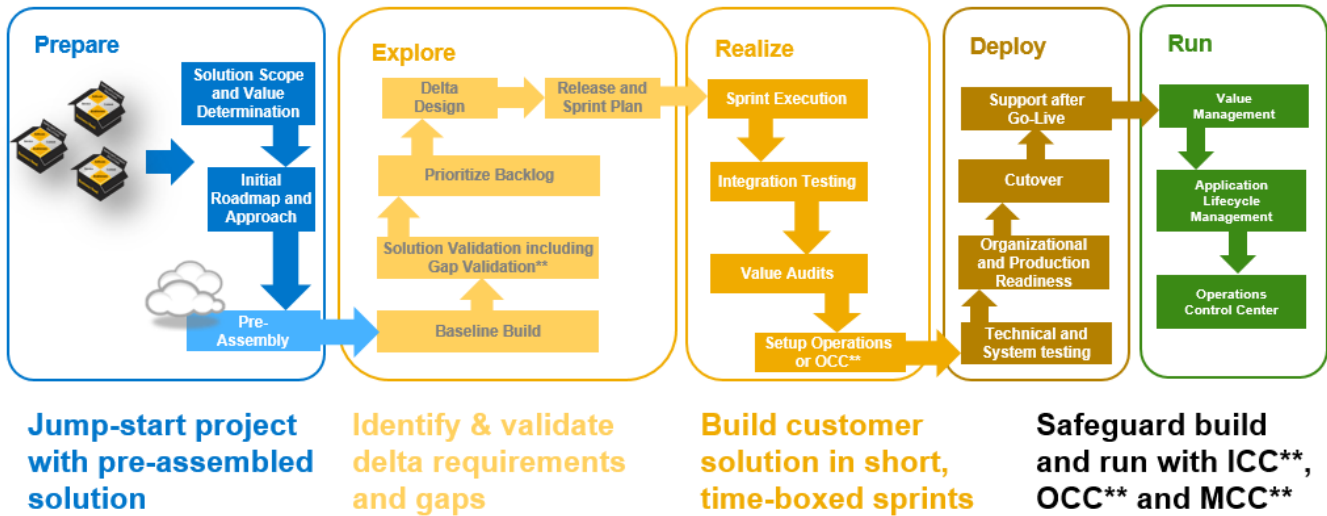 Prepare
Solution Scope
and Value
Determination
Initial
Roadmap and
Approach
Pre-
Assembly
Explore
Delta
Design
Release and
Sprint Plan
Prioritize Backlog
Solution Validation including
Gap Validation**
Baseline Build
Realize
Sprint Execution
Integration Testing
Value Audits
Setup Operations
or OCC**
Deploy
Support after
Go-Live
Cutover
Organizational
and Production
Readiness
Technical and
System testing
Run
Value
Management
Application
Lifecycle
Management
Operations
Control Center
Jump-start project
with pre-assembled
solution
Identify & validate
delta requirements
and gaps
Build customer
solution in short,
time-boxed sprints
Safeguard build
and run with ICC**,
OCC** and MCC**